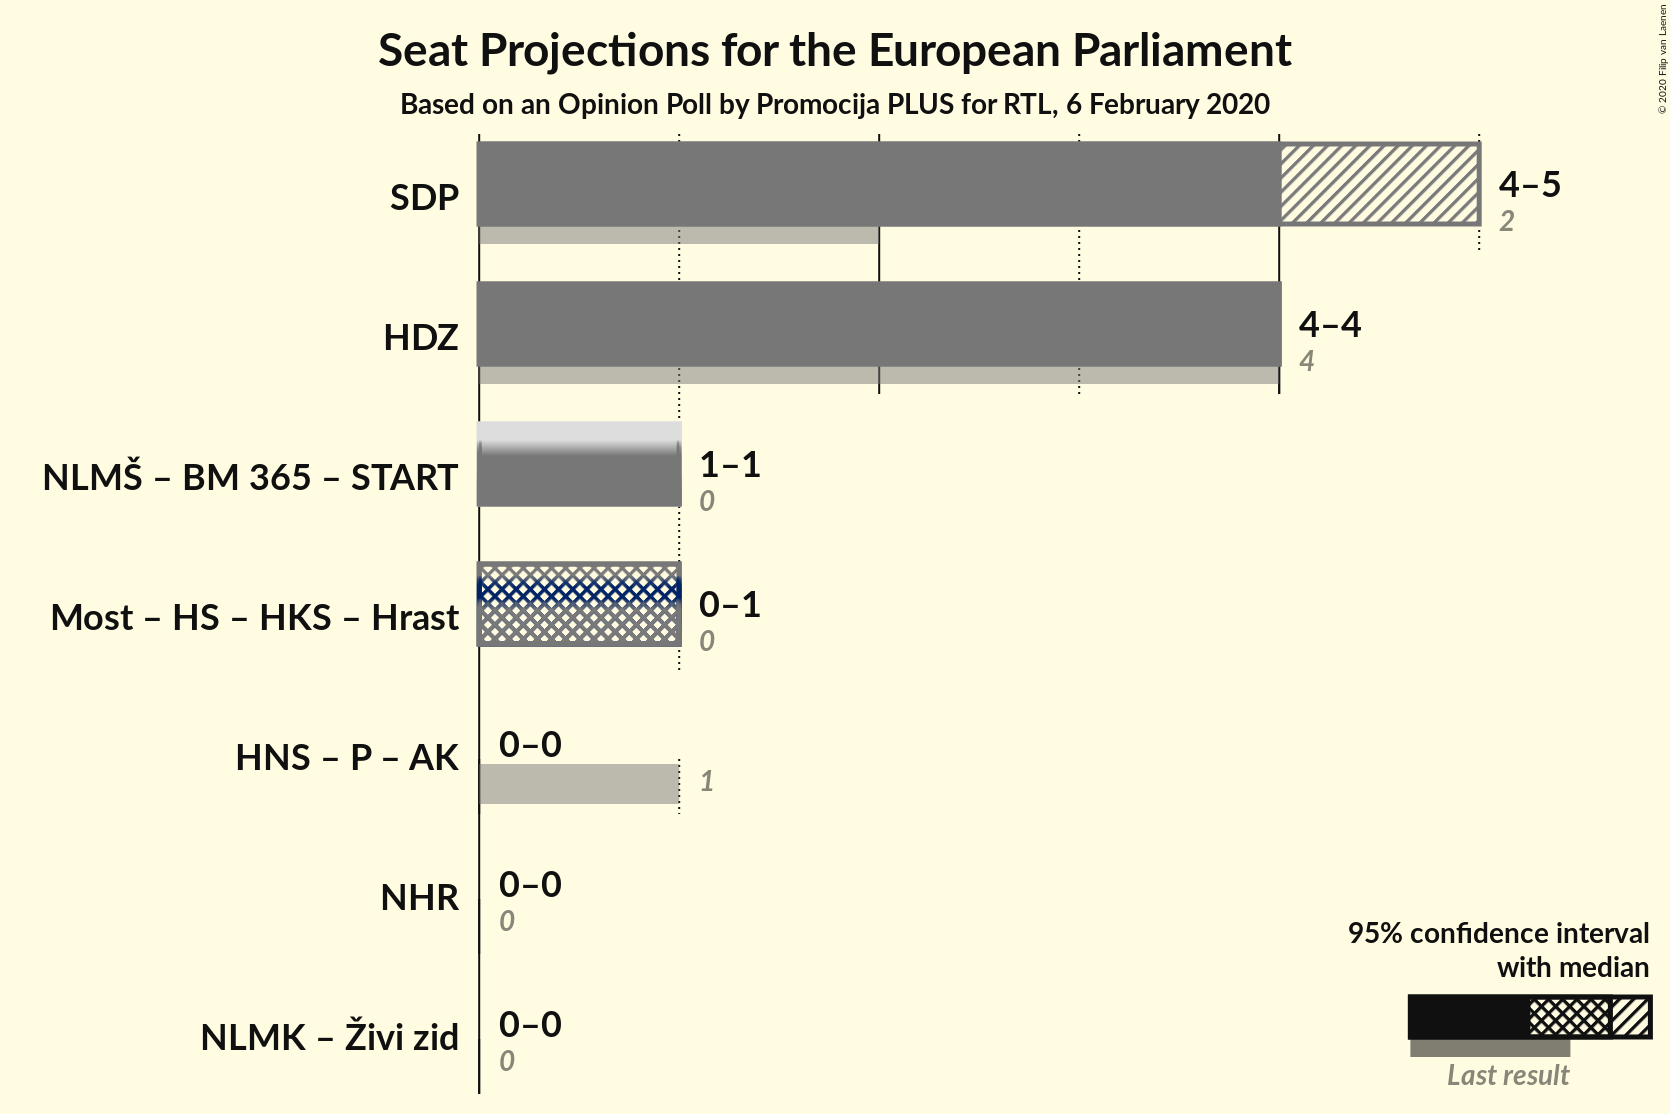 Seat Projections for the European Parliament
Based on an Opinion Poll by Promocija PLUS for RTL, 6 February 2020
© 2020 Filip van Laenen
SDP
4–5
2
HDZ
4–4
4
NLMŠ – BM 365 – START
1–1
0
Most – HS – HKS – Hrast
0–1
0
HNS – P – AK
0–0
1
NHR
0–0
0
NLMK – Živi zid
0–0
0
95% confidence interval
with median
Last result